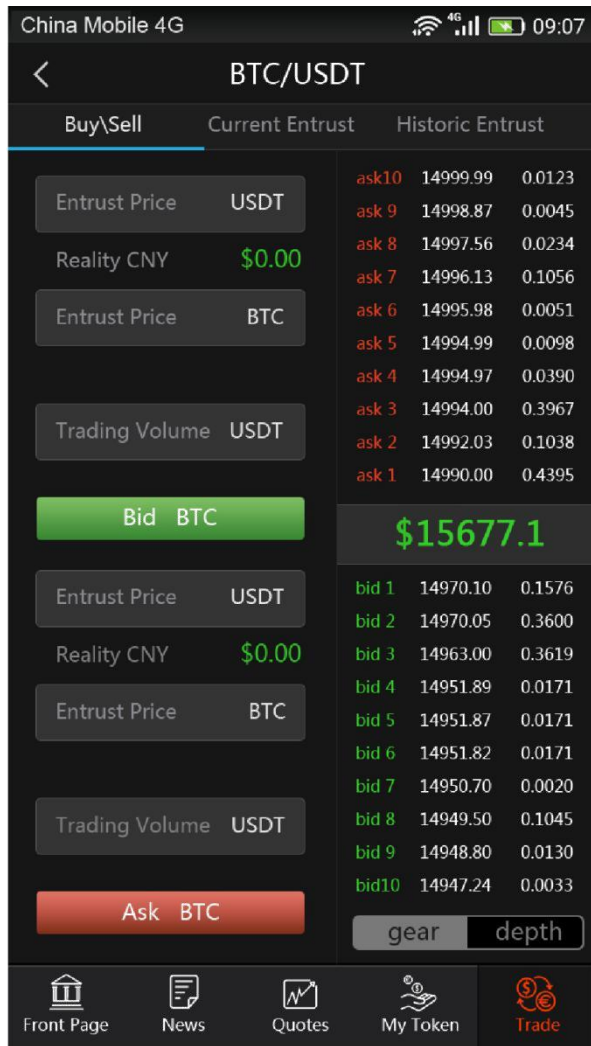 China Mobile 4G 4G 09:07
BTC/USDT
Buy\Sell Current Entrust Historic Entrust
Entrust Price USDT
Reality CNY $0.00
Entrust Price BTC
Trading Volume USDT
Bid BTC
Entrust Price USDT
Reality CNY $0.00
Entrust Price BTC
Trading Volume USDT
Ask BTC
ask10 14999.99 0.0123
ask 9 14998.87 0.0045
ask 8 14997.56 0.0234
ask 7 14996.13 0.1056
ask 6 14995.98 0.0051
ask 5 14994.99 0.0098
ask 4 14994.97 0.0390
ask 3 14994.00 0.3967
ask 2 14992.03 0.1038
ask 1 14990.00 0.4395
$15677.1
bid 1 14970.10 0.1576
bid 2 14970.05 0.3600
bid 3 14963.00 0.3619
bid 4 14951.89 0.0171
bid 5 14951.87 0.0171
bid 6 14951.82 0.0171
bid 7 14950.70 0.0020
bid 8 14949.50 0.1045
bid 9 14948.80 0.0130
bid10 14947.24 0.0033
gear depth
Front Page News Quotes My Token Trade